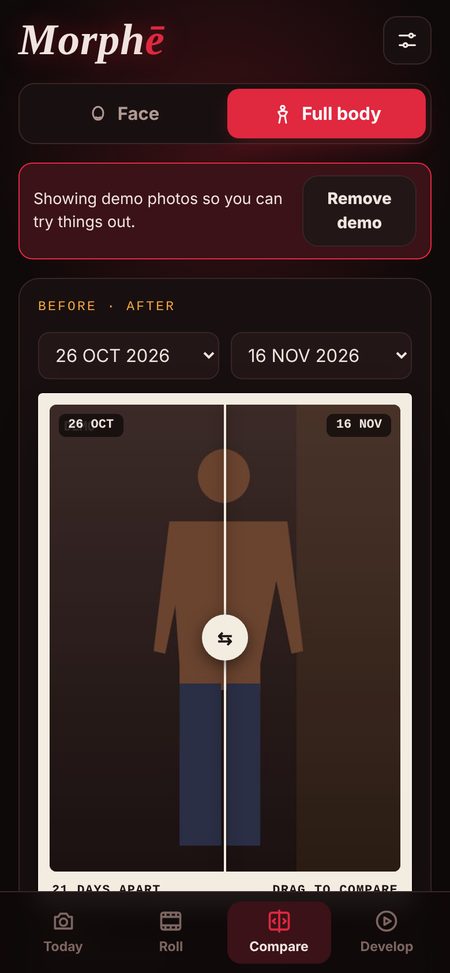 Morphē
Face
Full body
Showing demo photos so you can
try things out.
Remove
demo
BEFORE · AFTER
26 OCT 2026
16 NOV 2026
26 OCT
16 NOV
21 DAYS APART
DRAG TO COMPARE
Today
Roll
Compare
Develop